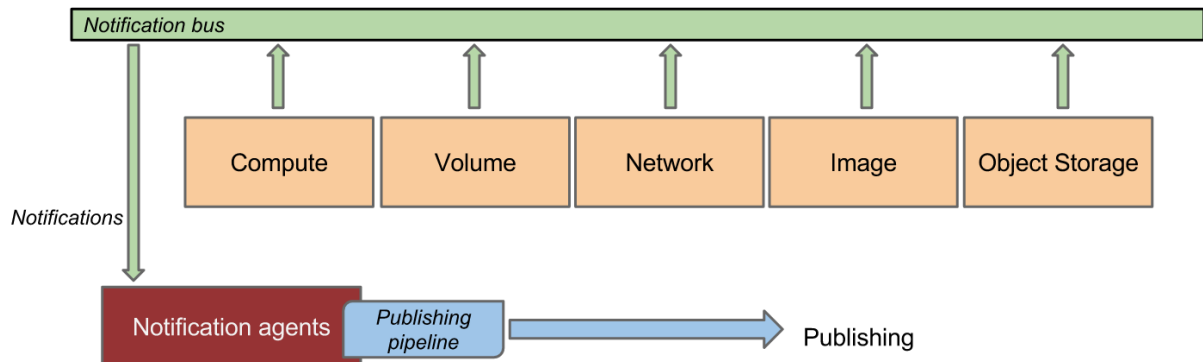 Notification bus
Compute
Volume
Network
Image
Object Storage
Notifications
Notification agents
Publishing
pipeline
Publishing